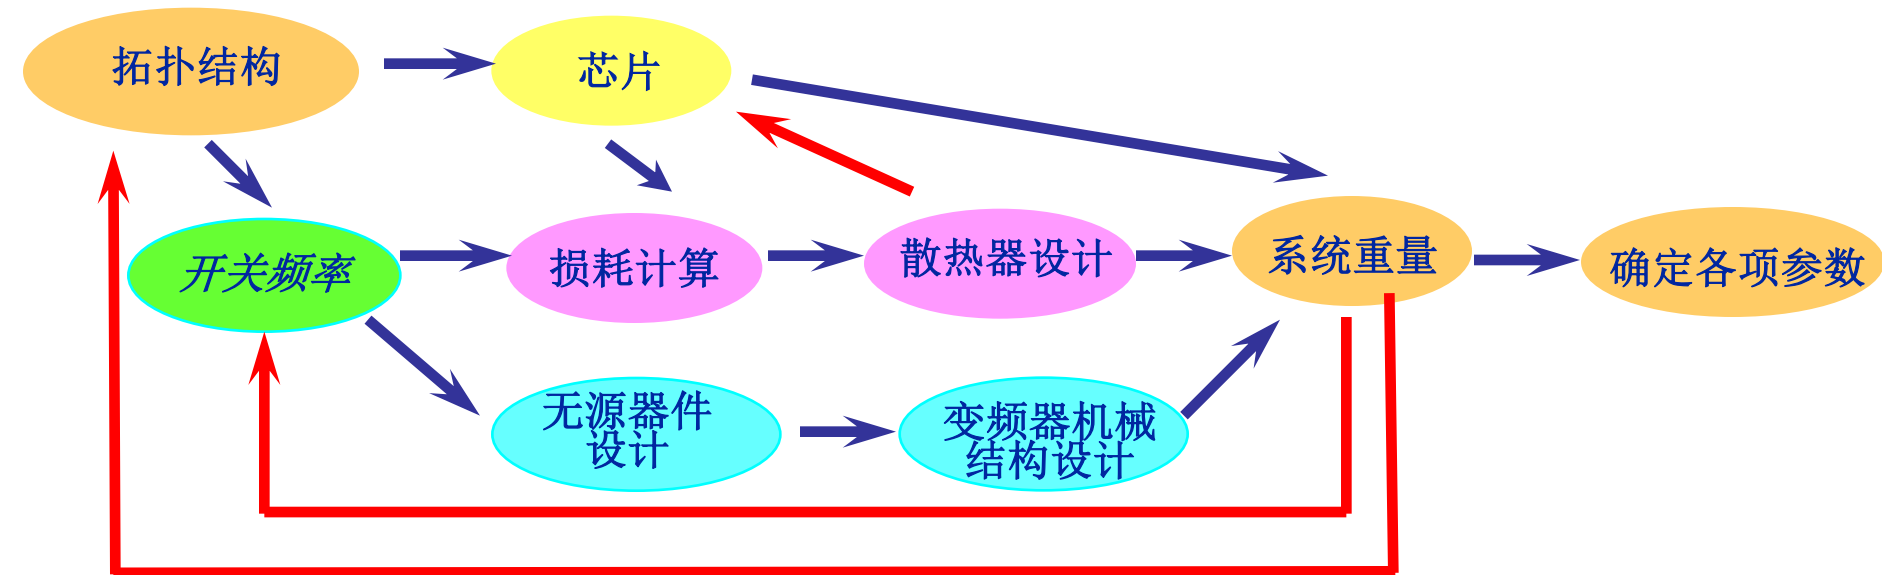 拓扑结构
芯片
开关频率
损耗计算
散热器设计
系统重量
确定各项参数
无源器件
设计
变频器机械
结构设计